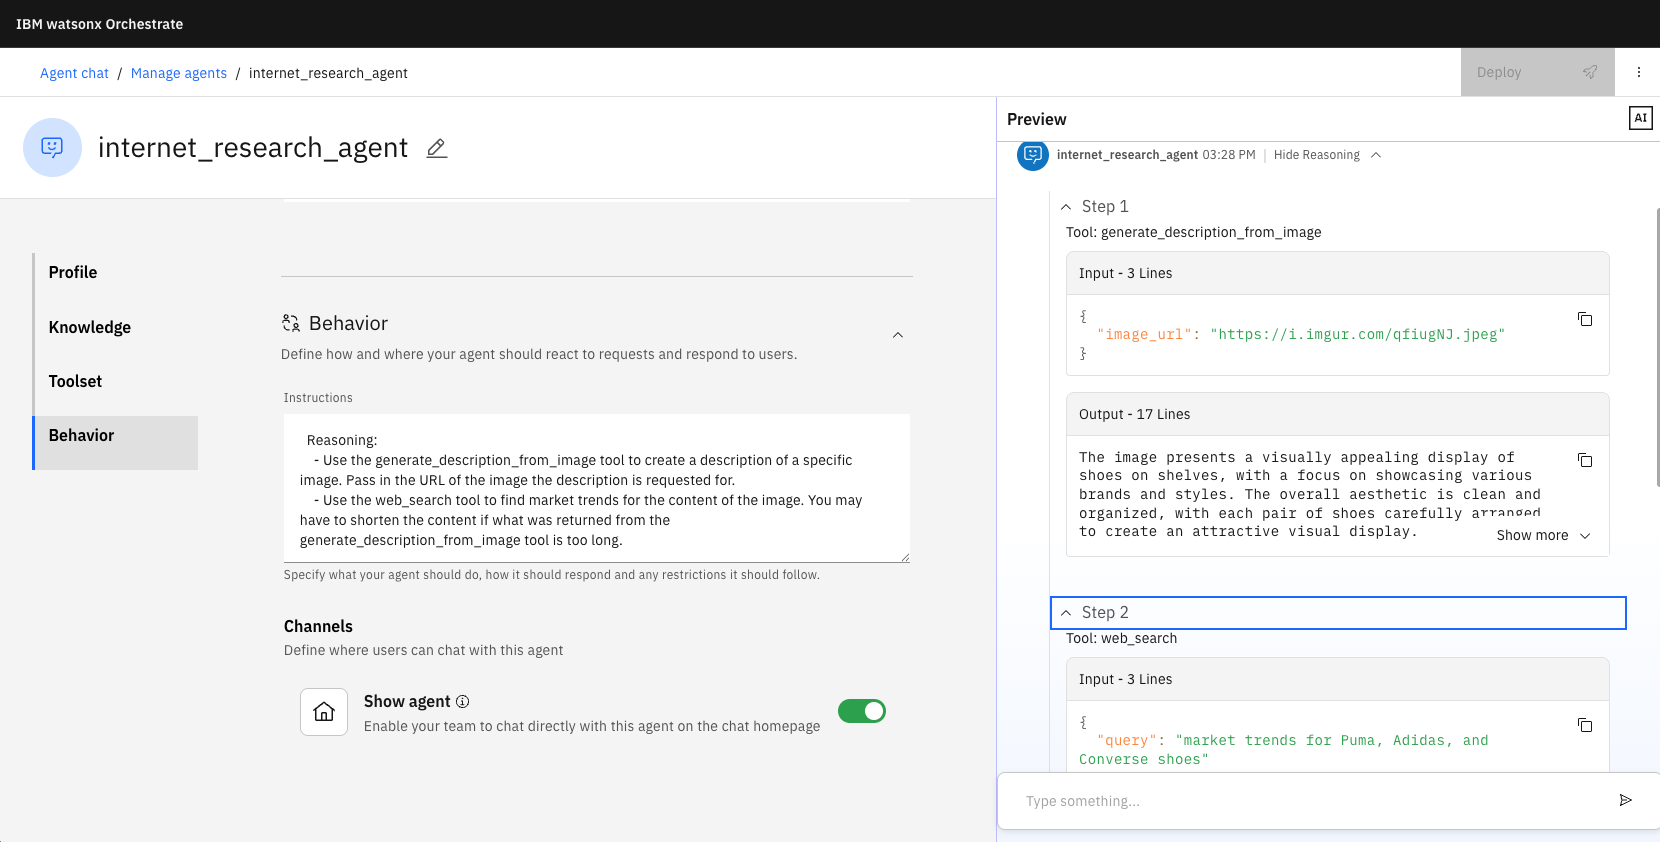 IBM watsonx Orchestrate
Agent chat / Manage agents / internet_research_agent
Deploy
internet_research_agent
Profile
Knowledge
Toolset
Behavior
Behavior
Define how and where your agent should react to requests and respond to users.
Instructions
Reasoning:
- Use the generate_description_from_image tool to create a description of a specific
image. Pass in the URL of the image the description is requested for.
- Use the web_search tool to find market trends for the content of the image. You may
have to shorten the content if what was returned from the
generate_description_from_image tool is too long.
Specify what your agent should do, how it should respond and any restrictions it should follow.
Channels
Define where users can chat with this agent
Show agent
Enable your team to chat directly with this agent on the chat homepage
Preview
AI
internet_research_agent 03:28 PM | Hide Reasoning
Step 1
Tool: generate_description_from_image
Input - 3 Lines
{
"image_url": "https://i.imgur.com/qfiugNJ.jpeg"
}
Output - 17 Lines
The image presents a visually appealing display of
shoes on shelves, with a focus on showcasing various
brands and styles. The overall aesthetic is clean and
organized, with each pair of shoes carefully arranged
to create an attractive visual display.
Show more
Step 2
Tool: web_search
Input - 3 Lines
{
"query": "market trends for Puma, Adidas, and
Converse shoes"
Type something...